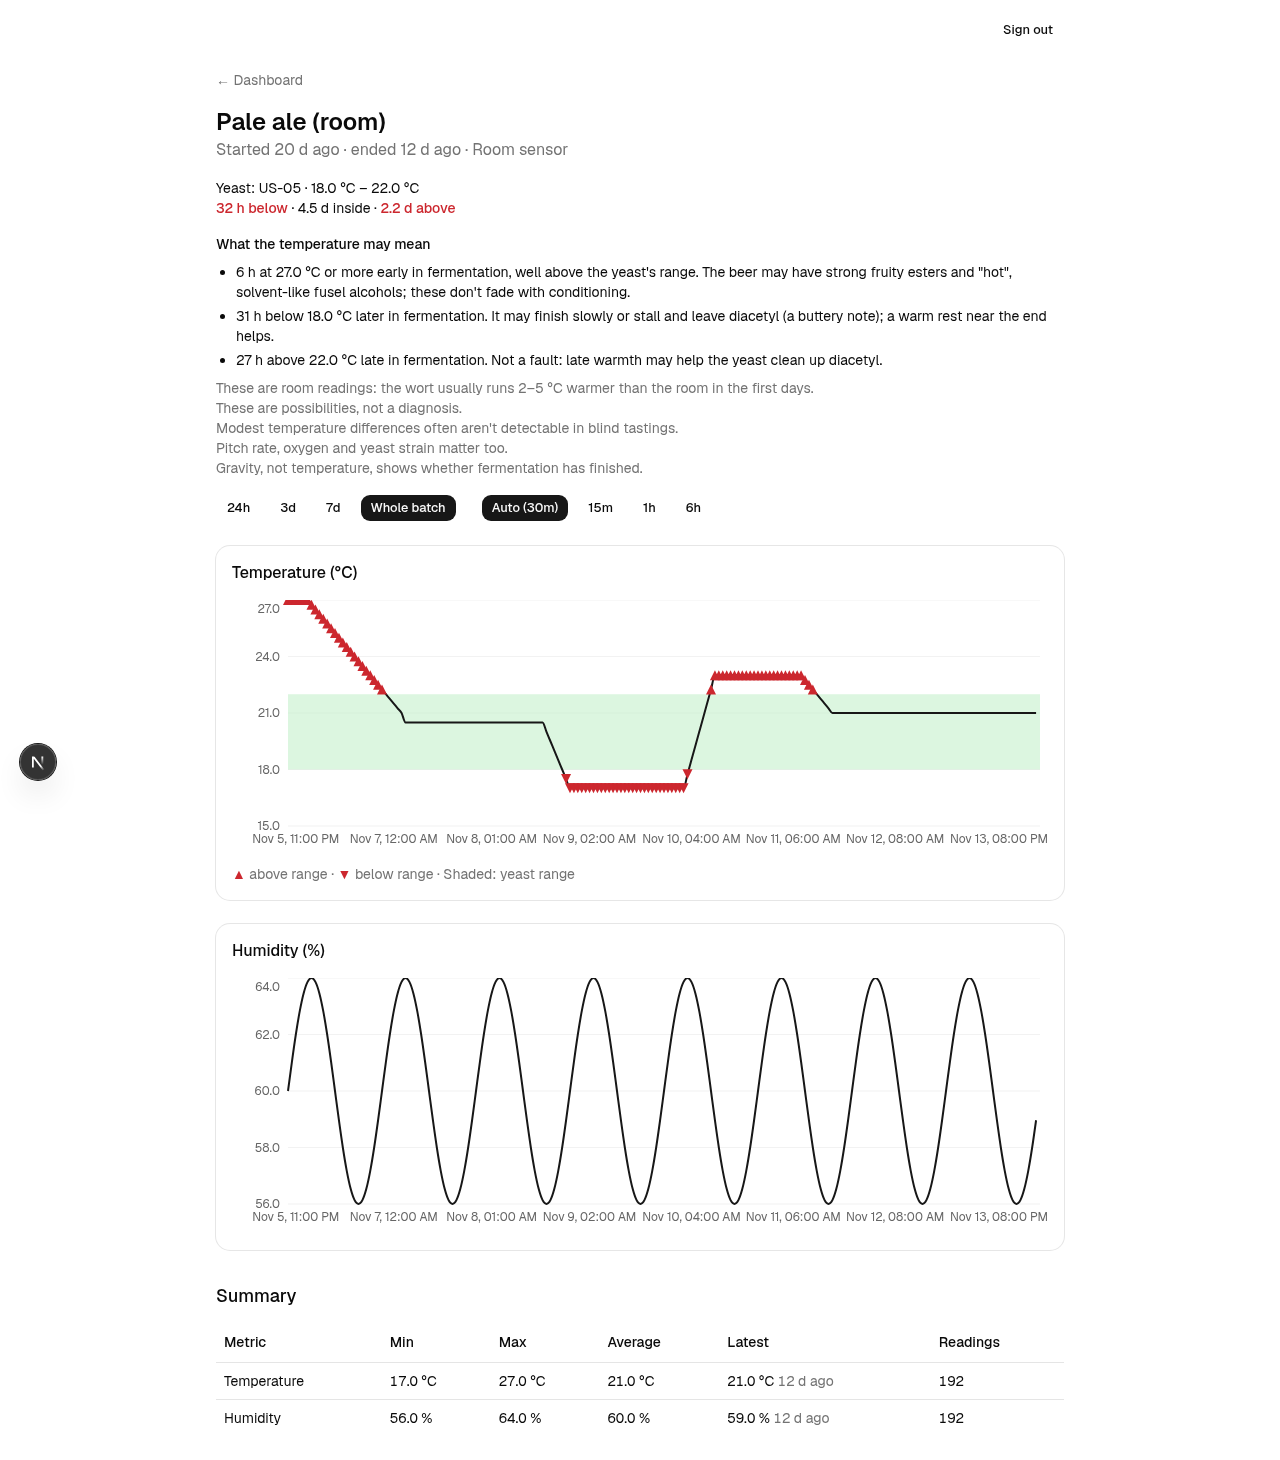 Sign out
← Dashboard
Pale ale (room)
Started 20 d ago · ended 12 d ago · Room sensor
Yeast: US-05 · 18.0 °C – 22.0 °C
32 h below · 4.5 d inside · 2.2 d above
What the temperature may mean
• 6 h at 27.0 °C or more early in fermentation, well above the yeast's range. The beer may have strong fruity esters and "hot",
solvent-like fusel alcohols; these don't fade with conditioning.
• 31 h below 18.0 °C later in fermentation. It may finish slowly or stall and leave diacetyl (a buttery note); a warm rest near the end
helps.
• 27 h above 22.0 °C late in fermentation. Not a fault: late warmth may help the yeast clean up diacetyl.
These are room readings: the wort usually runs 2–5 °C warmer than the room in the first days.
These are possibilities, not a diagnosis.
Modest temperature differences often aren't detectable in blind tastings.
Pitch rate, oxygen and yeast strain matter too.
Gravity, not temperature, shows whether fermentation has finished.
24h 3d 7d Whole batch Auto (30m) 15m 1h 6h
Temperature (°C)
27.0
24.0
21.0
18.0
15.0
Nov 5, 11:00 PM Nov 7, 12:00 AM Nov 8, 01:00 AM Nov 9, 02:00 AM Nov 10, 04:00 AM Nov 11, 06:00 AM Nov 12, 08:00 AM Nov 13, 08:00 PM
▲ above range · ▼ below range · Shaded: yeast range
N
Humidity (%)
64.0
62.0
60.0
58.0
56.0
Nov 5, 11:00 PM Nov 7, 12:00 AM Nov 8, 01:00 AM Nov 9, 02:00 AM Nov 10, 04:00 AM Nov 11, 06:00 AM Nov 12, 08:00 AM Nov 13, 08:00 PM
Summary
Metric Min Max Average Latest Readings
Temperature 17.0 °C 27.0 °C 21.0 °C 21.0 °C 12 d ago 192
Humidity 56.0 % 64.0 % 60.0 % 59.0 % 12 d ago 192